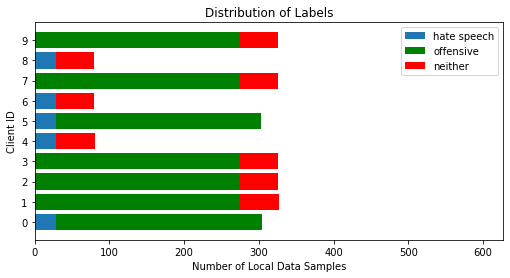 Distribution of Labels
hate speech
offensive
neither
Client ID
9
8
7
6
5
4
3
2
1
0
0 100 200 300 400 500 600
Number of Local Data Samples